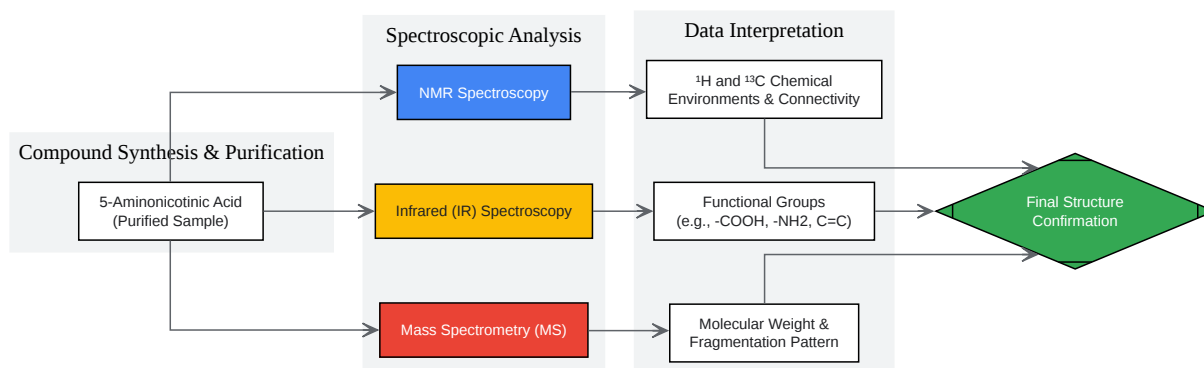 Compound Synthesis & Purification
5-Aminonicotinic Acid
(Purified Sample)
Spectroscopic Analysis
NMR Spectroscopy
Infrared (IR) Spectroscopy
Mass Spectrometry (MS)
Data Interpretation
¹H and ¹³C Chemical
Environments & Connectivity
Functional Groups
(e.g., -COOH, -NH2, C=C)
Molecular Weight &
Fragmentation Pattern
Final Structure
Confirmation